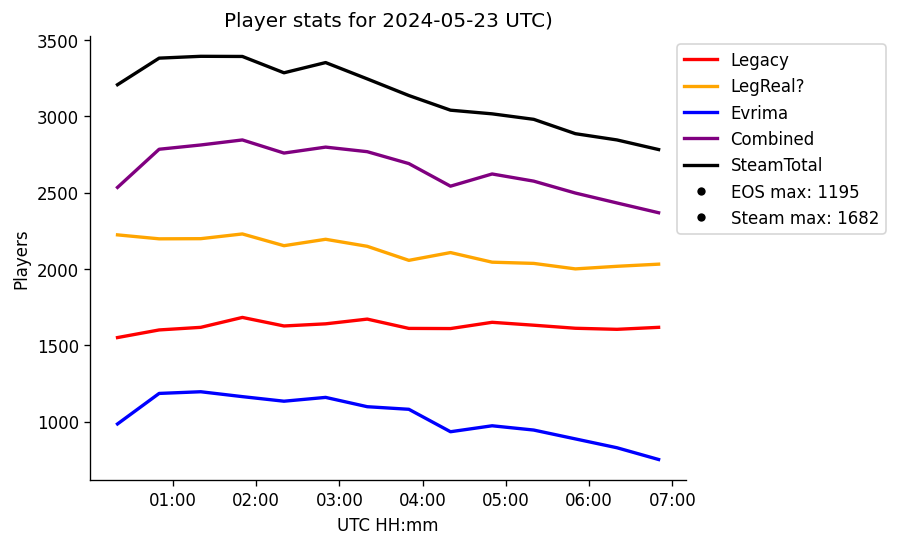 Player stats for 2024-05-23 UTC)
3500
3000
2500
2000
1500
1000
Players
01:00 02:00 03:00 04:00 05:00 06:00 07:00
UTC HH:mm
Legacy
LegReal?
Evrima
Combined
SteamTotal
EOS max: 1195
Steam max: 1682